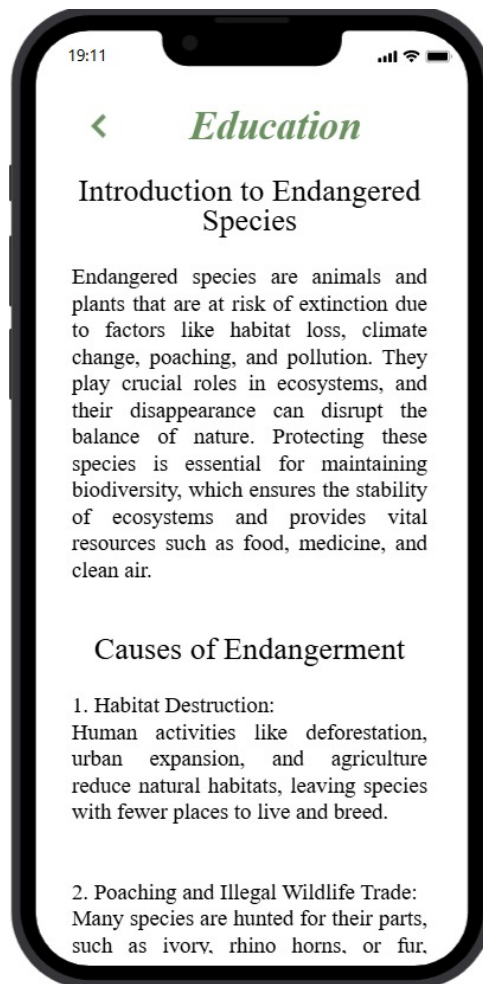 19:11
Education
Introduction to Endangered
Species
Endangered species are animals and
plants that are at risk of extinction due
to factors like habitat loss, climate
change, poaching, and pollution. They
play crucial roles in ecosystems, and
their disappearance can disrupt the
balance of nature. Protecting these
species is essential for maintaining
biodiversity, which ensures the stability
of ecosystems and provides vital
resources such as food, medicine, and
clean air.
Causes of Endangerment
1. Habitat Destruction:
Human activities like deforestation,
urban expansion, and agriculture
reduce natural habitats, leaving species
with fewer places to live and breed.
2. Poaching and Illegal Wildlife Trade:
Many species are hunted for their parts,
such as ivory, rhino horns, or fur,